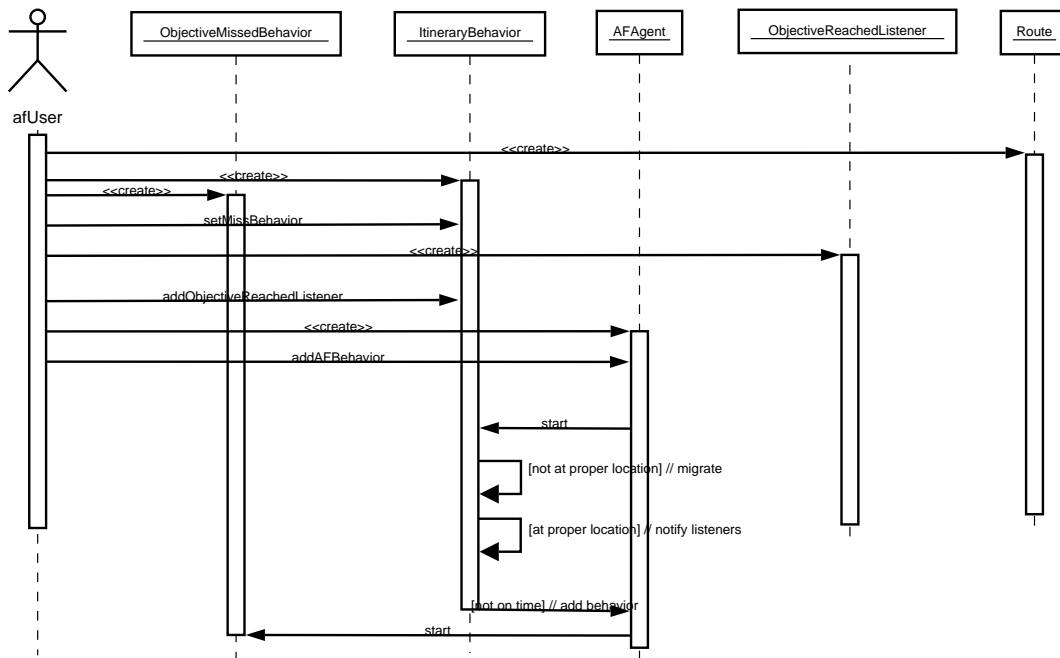 ObjectiveMissedBehavior
ItineraryBehavior
AFAgent
ObjectiveReachedListener
Route
afUser
<<create>>
<<create>>
<<create>>
setMissBehavior
<<create>>
addObjectiveReachedListener
<<create>>
addAFBehavior
start
[not at proper location] // migrate
[at proper location] // notify listeners
[not on time] // add behavior
start